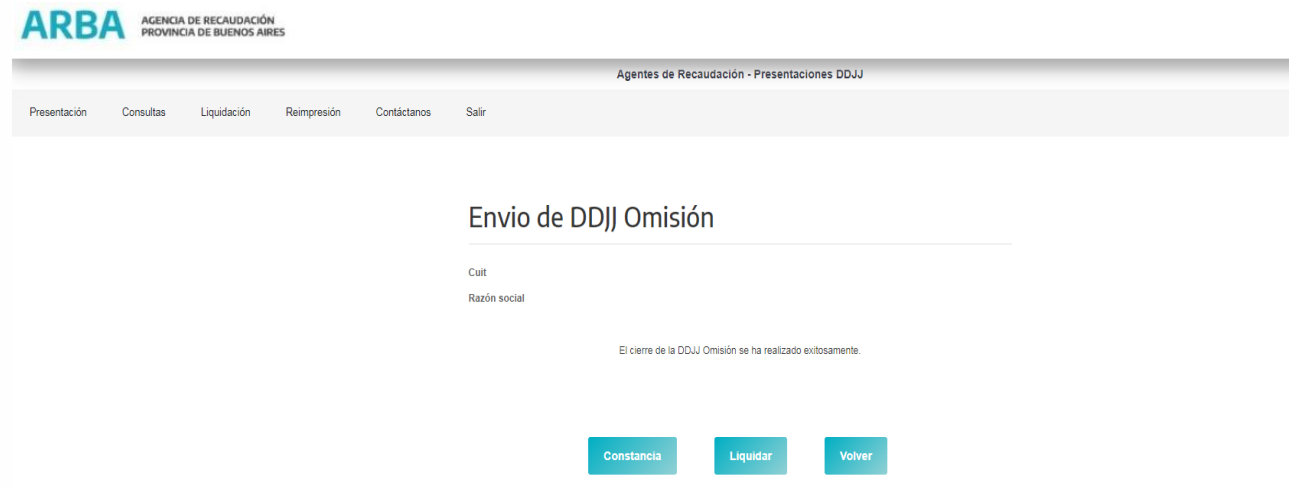 ARBA AGENCIA DE RECAUDACIÓN
PROVINCIA DE BUENOS AIRES
Agentes de Recaudación - Presentaciones DDJJ
Presentación Consultas Liquidación Reimpresión Contáctanos Salir
Envio de DDJJ Omisión
Cuit
Razón social
El cierre de la DDJJ Omisión se ha realizado exitosamente.
Constancia Liquidar Volver